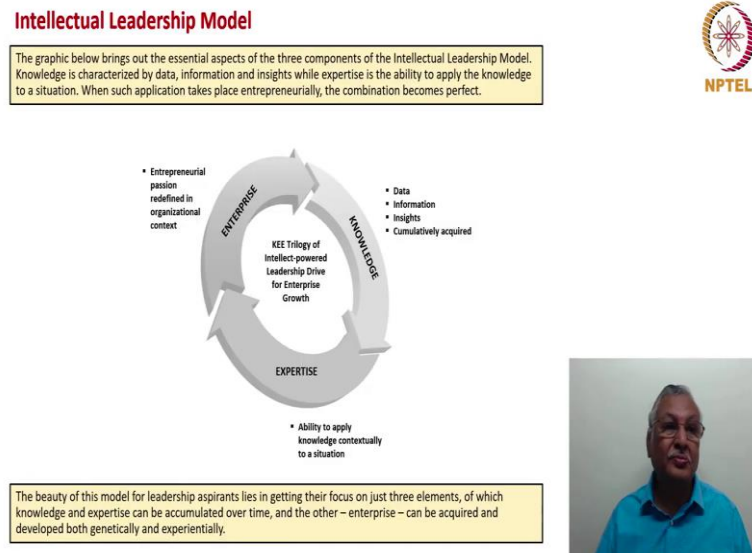 Intellectual Leadership Model
The graphic below brings out the essential aspects of the three components of the Intellectual Leadership Model.
Knowledge is characterized by data, information and insights while expertise is the ability to apply the knowledge
to a situation. When such application takes place entrepreneurially, the combination becomes perfect.
NPTEL
▪ Entrepreneurial
passion
redefined in
organizational
context
ENTERPRISE
KNOWLEDGE
▪ Data
▪ Information
▪ Insights
▪ Cumulatively acquired
KEE Trilogy of
Intellect-powered
Leadership Drive
for Enterprise
Growth
EXPERTISE
▪ Ability to apply
knowledge contextually
to a situation
The beauty of this model for leadership aspirants lies in getting their focus on just three elements, of which
knowledge and expertise can be accumulated over time, and the other – enterprise – can be acquired and
developed both genetically and experientially.